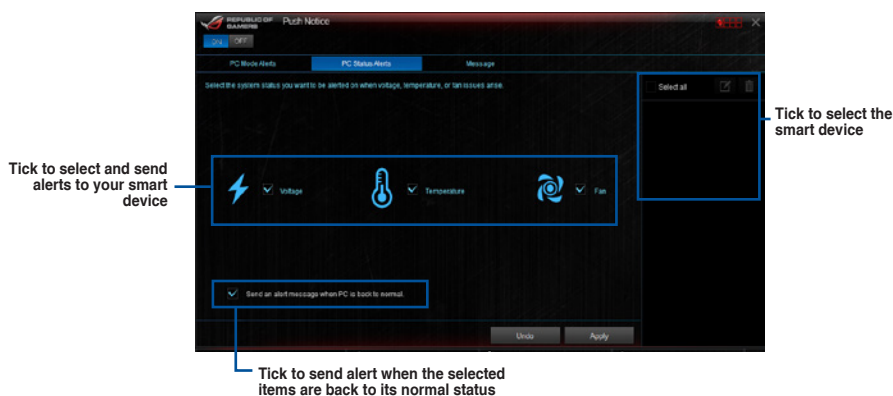 REPUBLIC OF
GAMERS
Push Notice
ON OFF
PC Mode Alerts PC Status Alerts Message
Select the system status you want to be alerted on when voltage, temperature, or fan issues arise.
Select all
Tick to select the
smart device
Tick to select and send
alerts to your smart
device
Voltage Temperature Fan
Send an alert message when PC is back to normal.
Undo Apply
Tick to send alert when the selected
items are back to its normal status